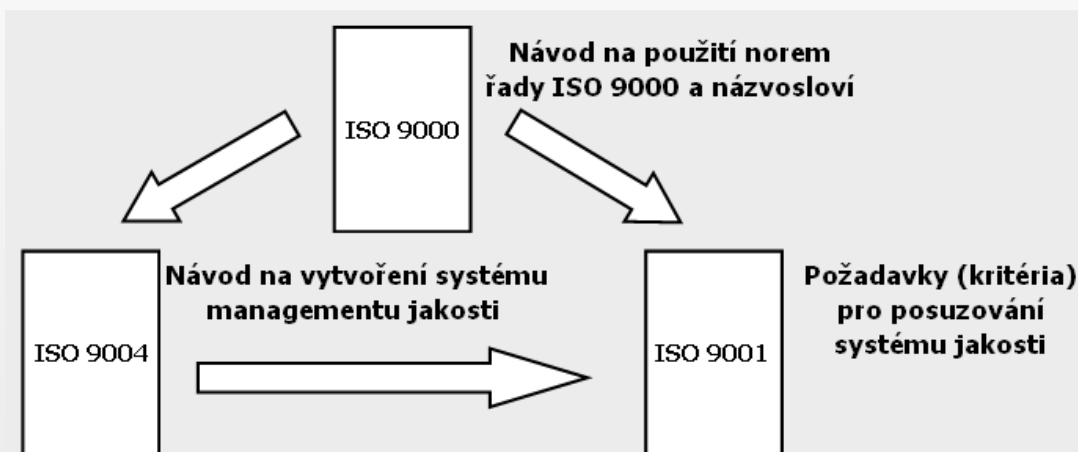 Návod na použití norem
řady ISO 9000 a názvosloví
ISO 9000
Návod na vytvoření systému
managementu jakosti
ISO 9004
ISO 9001
Požadavky (kritéria)
pro posuzování
systému jakosti